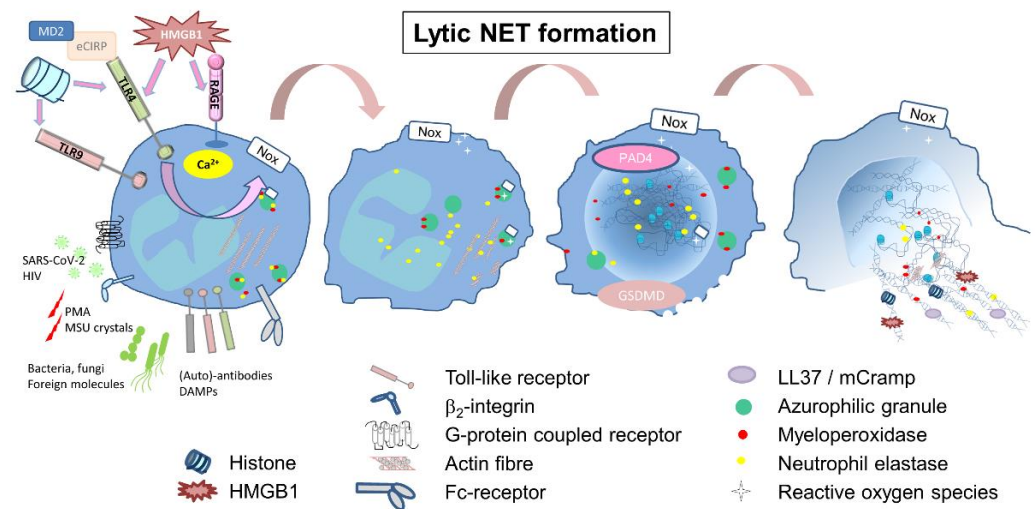 Lytic NET formation
MD2
eCIRP
HMGB1
TLR4
RAGE
TLR9
Ca²⁺
Nox
SARS-CoV-2
HIV
PMA
MSU crystals
Bacteria, fungi
Foreign molecules
(Auto)-antibodies
DAMPs
Nox
Nox
PAD4
GSDMD
Nox
Histone
HMGB1
Toll-like receptor
β₂-integrin
G-protein coupled receptor
Actin fibre
Fc-receptor
LL37 / mCramp
Azurophilic granule
Myeloperoxidase
Neutrophil elastase
Reactive oxygen species